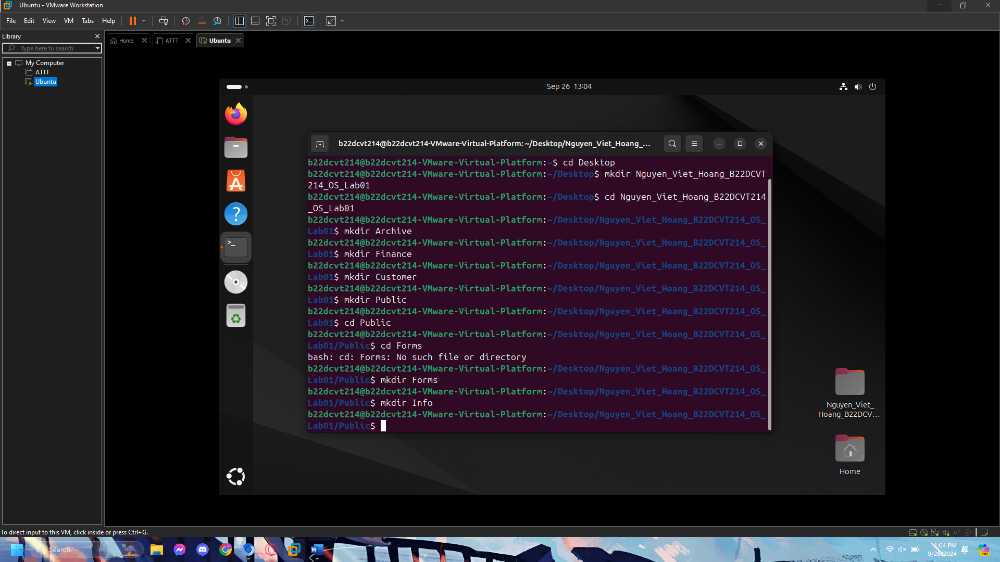 Ubuntu - VMware Workstation
File Edit View VM Tabs Help
Library
Type here to search
My Computer
ATTT
Ubuntu
Home
ATTT
Ubuntu
Sep 26 13:04
b22dcvt214@b22dcvt214-VMware-Virtual-Platform: ~/Desktop/Nguyen_Viet_Hoang_...
b22dcvt214@b22dcvt214-VMware-Virtual-Platform:~$ cd Desktop
b22dcvt214@b22dcvt214-VMware-Virtual-Platform:~/Desktop$ mkdir Nguyen_Viet_Hoang_B22DCVT
214_OS_Lab01
b22dcvt214@b22dcvt214-VMware-Virtual-Platform:~/Desktop$ cd Nguyen_Viet_Hoang_B22DCVT214
_OS_Lab01
b22dcvt214@b22dcvt214-VMware-Virtual-Platform:~/Desktop/Nguyen_Viet_Hoang_B22DCVT214_OS_
Lab01$ mkdir Archive
b22dcvt214@b22dcvt214-VMware-Virtual-Platform:~/Desktop/Nguyen_Viet_Hoang_B22DCVT214_OS_
Lab01$ mkdir Finance
b22dcvt214@b22dcvt214-VMware-Virtual-Platform:~/Desktop/Nguyen_Viet_Hoang_B22DCVT214_OS_
Lab01$ mkdir Customer
b22dcvt214@b22dcvt214-VMware-Virtual-Platform:~/Desktop/Nguyen_Viet_Hoang_B22DCVT214_OS_
Lab01$ mkdir Public
b22dcvt214@b22dcvt214-VMware-Virtual-Platform:~/Desktop/Nguyen_Viet_Hoang_B22DCVT214_OS_
Lab01$ cd Public
b22dcvt214@b22dcvt214-VMware-Virtual-Platform:~/Desktop/Nguyen_Viet_Hoang_B22DCVT214_OS_
Lab01/Public$ cd Forms
bash: cd: Forms: No such file or directory
b22dcvt214@b22dcvt214-VMware-Virtual-Platform:~/Desktop/Nguyen_Viet_Hoang_B22DCVT214_OS_
Lab01/Public$ mkdir Forms
b22dcvt214@b22dcvt214-VMware-Virtual-Platform:~/Desktop/Nguyen_Viet_Hoang_B22DCVT214_OS_
Lab01/Public$ mkdir Info
b22dcvt214@b22dcvt214-VMware-Virtual-Platform:~/Desktop/Nguyen_Viet_Hoang_B22DCVT214_OS_
Lab01/Public$
Nguyen_Viet_
Hoang_B22DCV...
Home
To direct input to this VM, click inside or press Ctrl+G.
Search
1:04 PM
9/26/2024
PRE